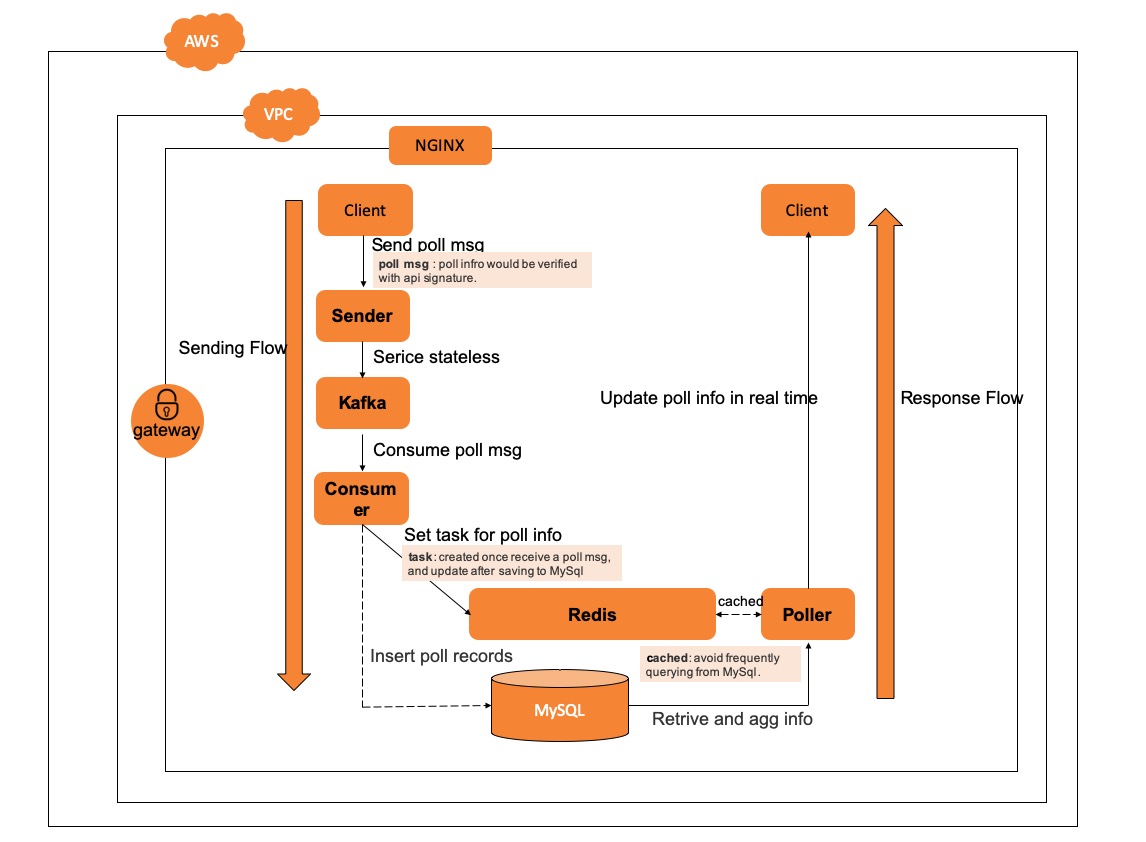 AWS
VPC
NGINX
Client
Client
Send poll msg
poll msg : poll infro would be verified
with api signature.
Sender
Sending Flow
Serice stateless
Kafka
Update poll info in real time
Response Flow
gateway
Consume poll msg
Consum
er
Set task for poll info
task: created once receive a poll msg,
and update after saving to MySql
Redis
cached
Poller
Insert poll records
cached: avoid frequently
querying from MySql.
MySQL
Retrive and agg info